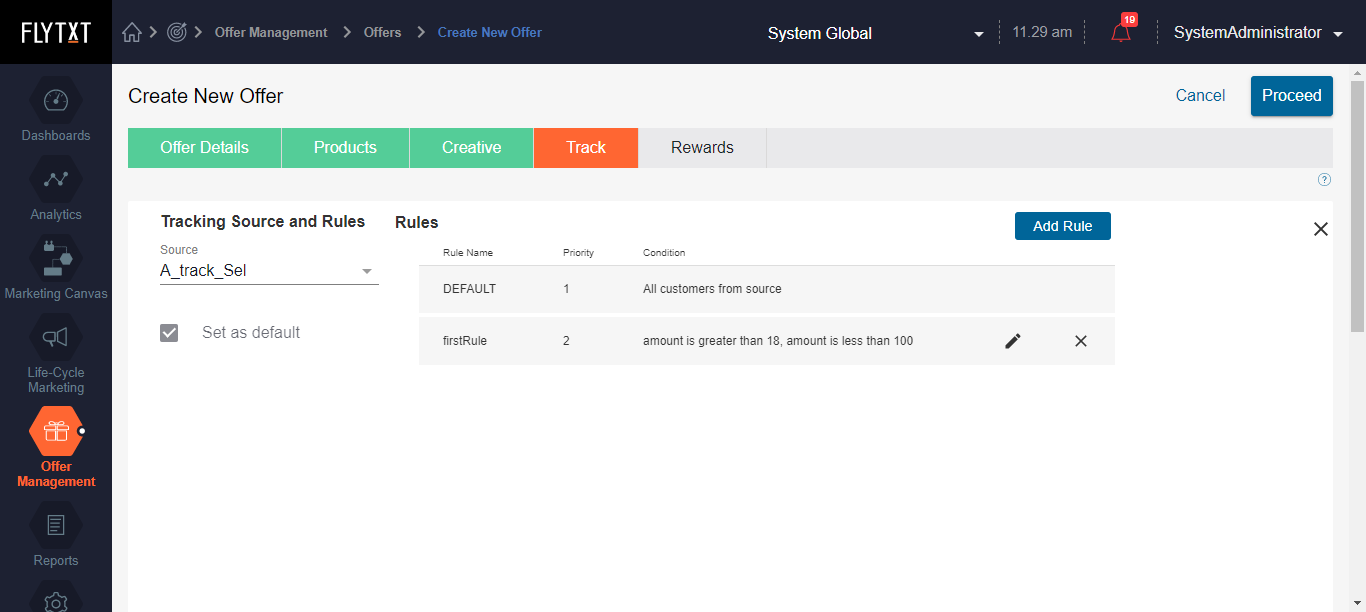 FLYTXT
Offer Management
Offers
Create New Offer
System Global
11.29 am
19
SystemAdministrator
Dashboards
Analytics
Marketing Canvas
Life-Cycle
Marketing
Offer
Management
Reports
Create New Offer
Cancel
Proceed
Offer Details
Products
Creative
Track
Rewards
?
Tracking Source and Rules
Source
A_track_Sel
Set as default
Rules
Add Rule
Rule Name Priority Condition
DEFAULT 1 All customers from source
firstRule 2 amount is greater than 18, amount is less than 100